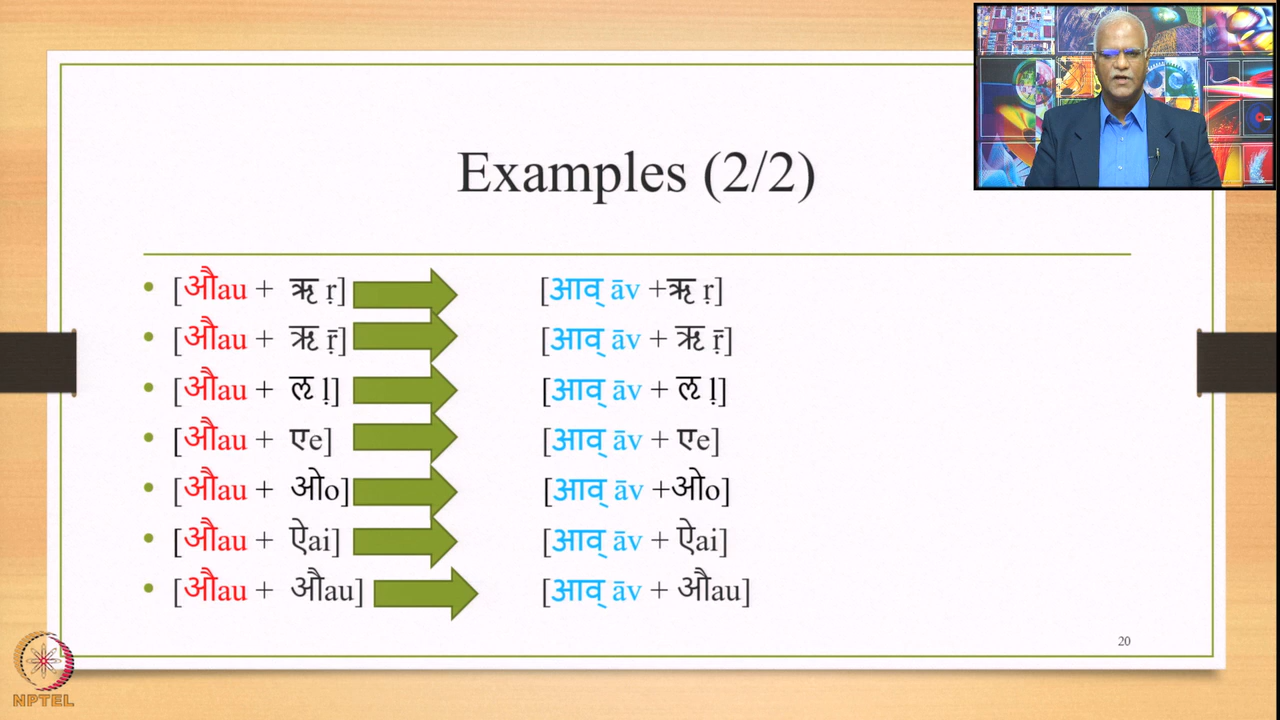 Examples (2/2)
• [औau + ऋ ṛ] [आव् āv +ऋ ṛ]
• [औau + ऋ ṝ] [आव् āv + ऋ ṝ]
• [औau + ऌ ḷ] [आव् āv + ऌ ḷ]
• [औau + एe] [आव् āv + एe]
• [औau + ओo] [आव् āv +ओo]
• [औau + ऐai] [आव् āv + ऐai]
• [औau + औau] [आव् āv + औau]
20
NPTEL